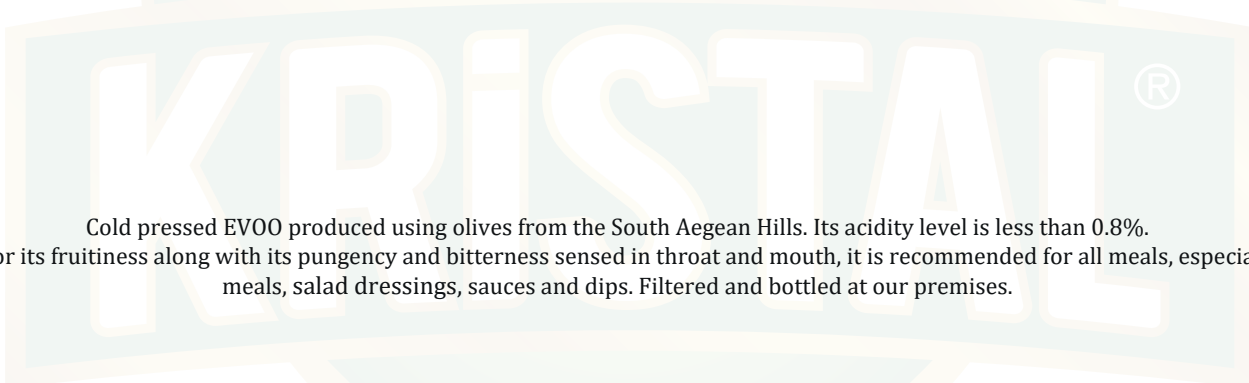 KRiSTAL ®
Cold pressed EVOO produced using olives from the South Aegean Hills. Its acidity level is less than 0.8%.
its fruitiness along with its pungency and bitterness sensed in throat and mouth, it is recommended for all meals,
meals, salad dressings, sauces and dips. Filtered and bottled at our premises.